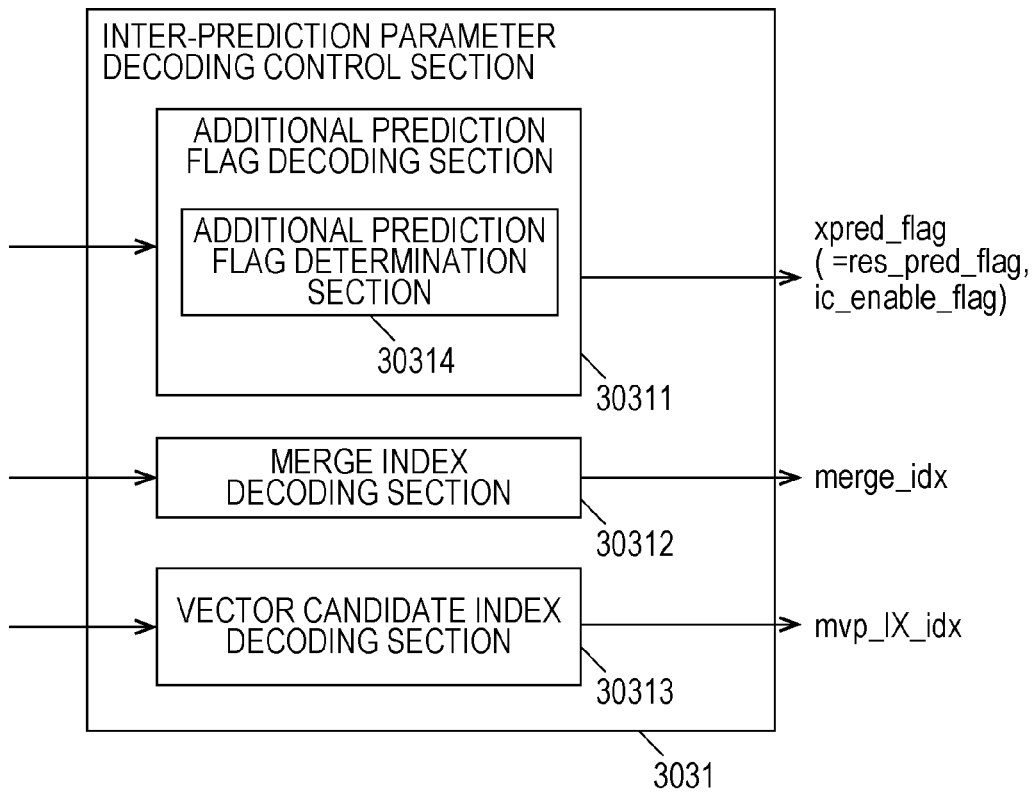 INTER-PREDICTION PARAMETER
DECODING CONTROL SECTION
ADDITIONAL PREDICTION
FLAG DECODING SECTION
ADDITIONAL PREDICTION
FLAG DETERMINATION
SECTION
30314
30311
xpred_flag
( =res_pred_flag,
ic_enable_flag)
MERGE INDEX
DECODING SECTION
30312
merge_idx
VECTOR CANDIDATE INDEX
DECODING SECTION
30313
mvp_lX_idx
3031